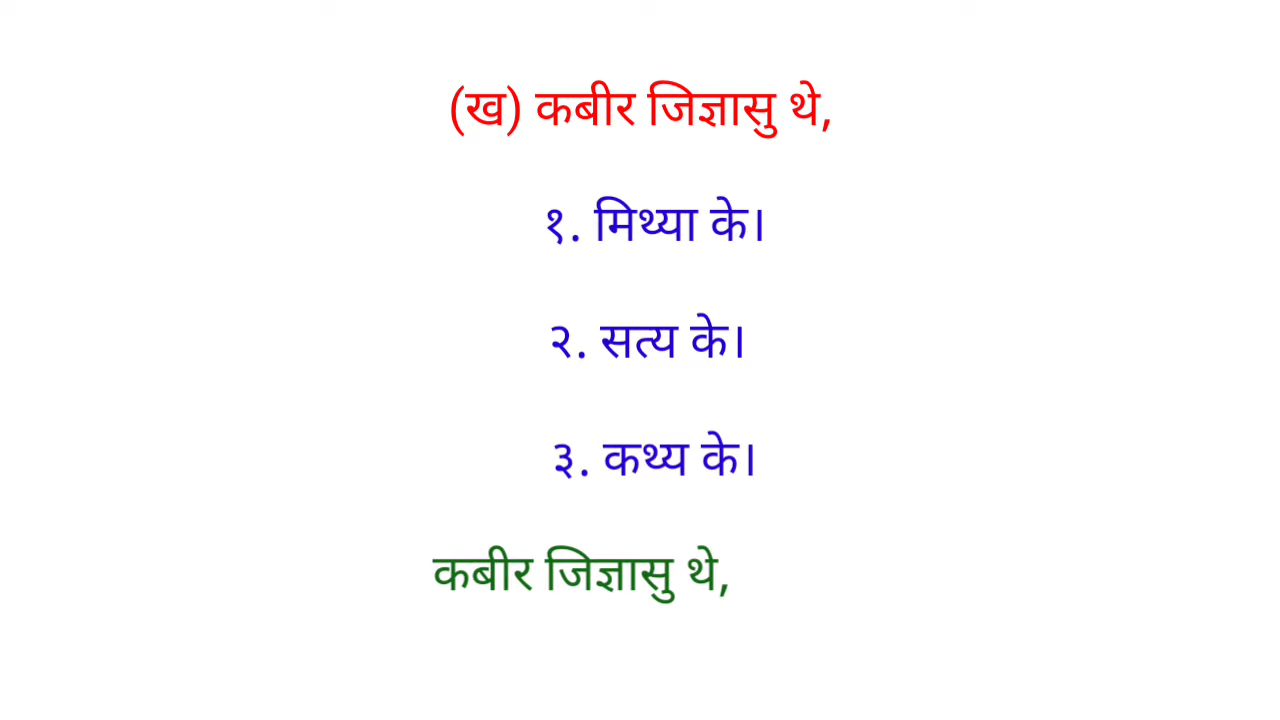 (ख) कबीर जिज्ञासु थे,
१. मिथ्या के।
२. सत्य के।
३. कथ्य के।
कबीर जिज्ञासु थे,